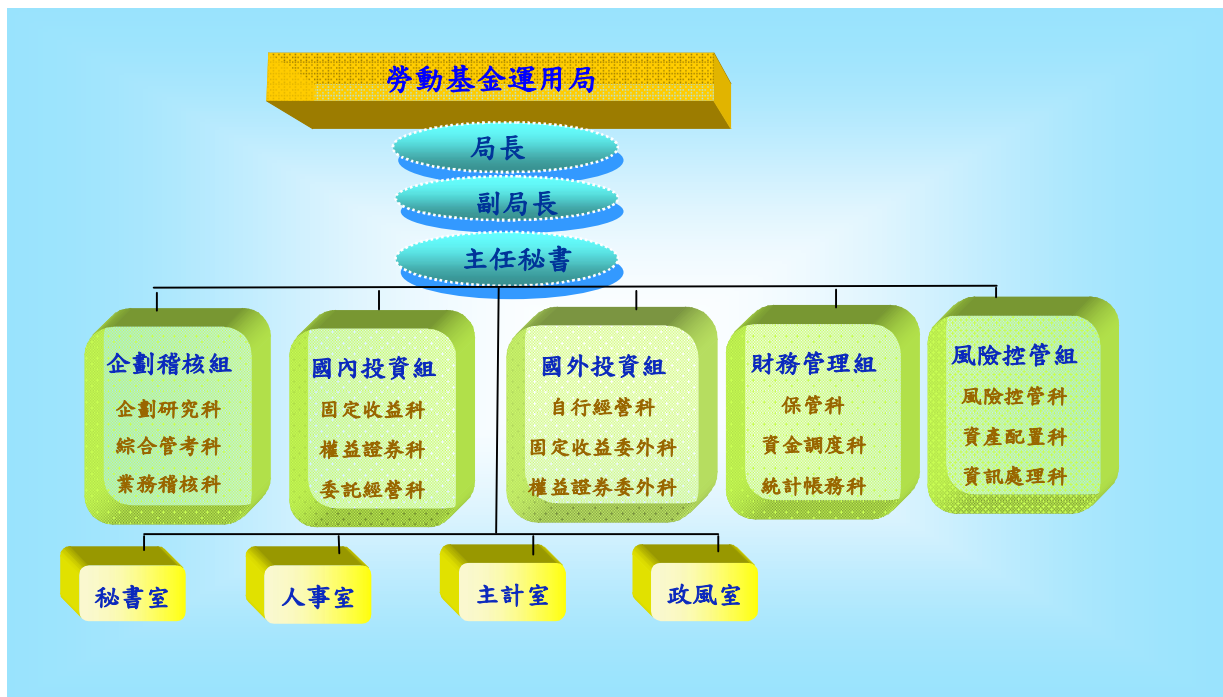 勞動基金運用局
局長
副局長
主任秘書
企劃稽核組
企劃研究科
綜合管考科
業務稽核科
國內投資組
固定收益科
權益證券科
委託經營科
國外投資組
自行經營科
固定收益委外科
權益證券委外科
財務管理組
保管科
資金調度科
統計帳務科
風險控管組
風險控管科
資產配置科
資訊處理科
秘書室
人事室
主計室
政風室